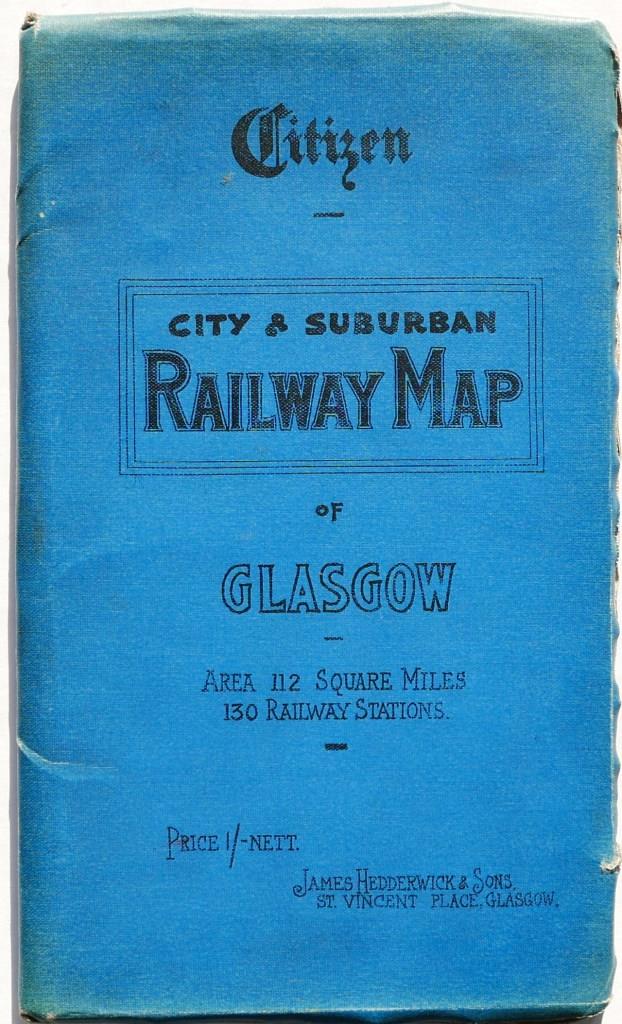 Citizen
CITY & SUBURBAN
RAILWAY MAP
OF
GLASGOW
AREA 112 SQUARE MILES
130 RAILWAY STATIONS.
PRICE 1/-NETT.
JAMES HEDDERWICK & SONS,
ST. VINCENT PLACE, GLASGOW.